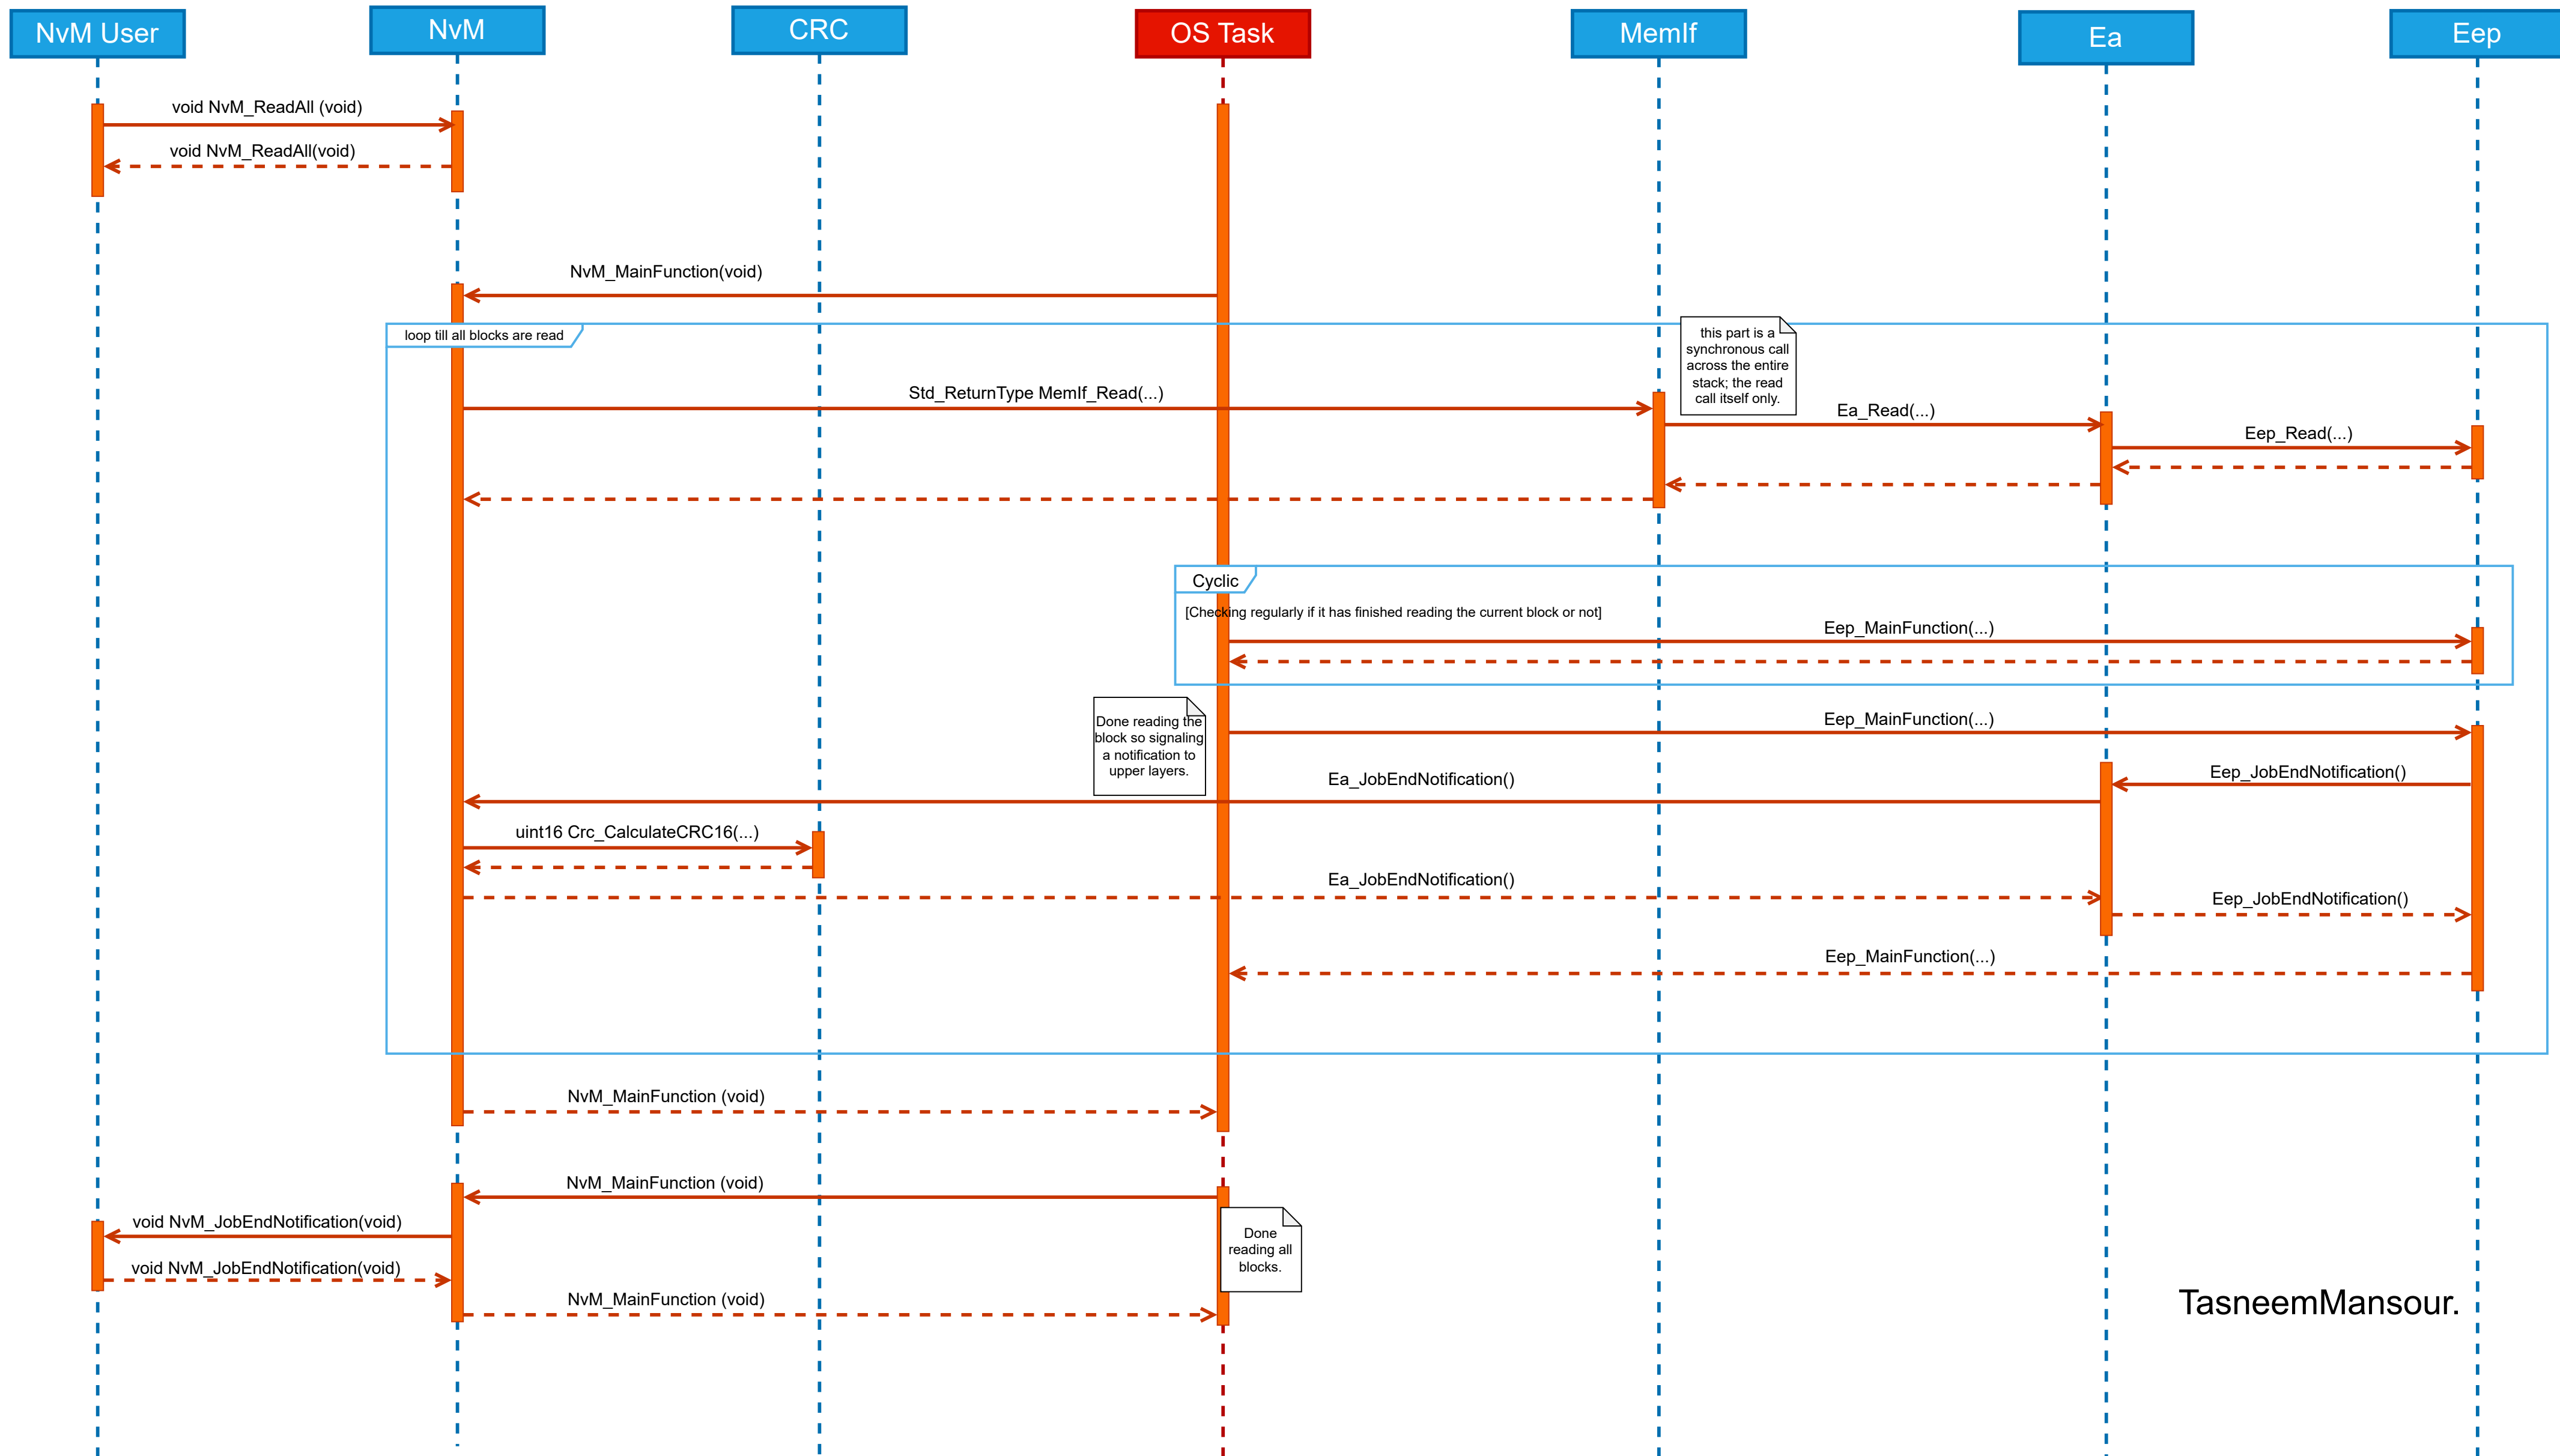 NvM User
NvM
CRC
OS Task
MemIf
Ea
Eep
void NvM_ReadAll (void)
void NvM_ReadAll(void)
NvM_MainFunction(void)
loop till all blocks are read
this part is a
synchronous call
across the entire
stack; the read
call itself only.
Std_ReturnType MemIf_Read(...)
Ea_Read(...)
Eep_Read(...)
Cyclic
[Checking regularly if it has finished reading the current block or not]
Eep_MainFunction(...)
Done reading the
block so signaling
a notification to
upper layers.
Eep_MainFunction(...)
Eep_JobEndNotification()
Ea_JobEndNotification()
uint16 Crc_CalculateCRC16(...)
Ea_JobEndNotification()
Eep_JobEndNotification()
Eep_MainFunction(...)
NvM_MainFunction (void)
NvM_MainFunction (void)
void NvM_JobEndNotification(void)
Done
reading all
blocks.
void NvM_JobEndNotification(void)
NvM_MainFunction (void)
TasneemMansour.